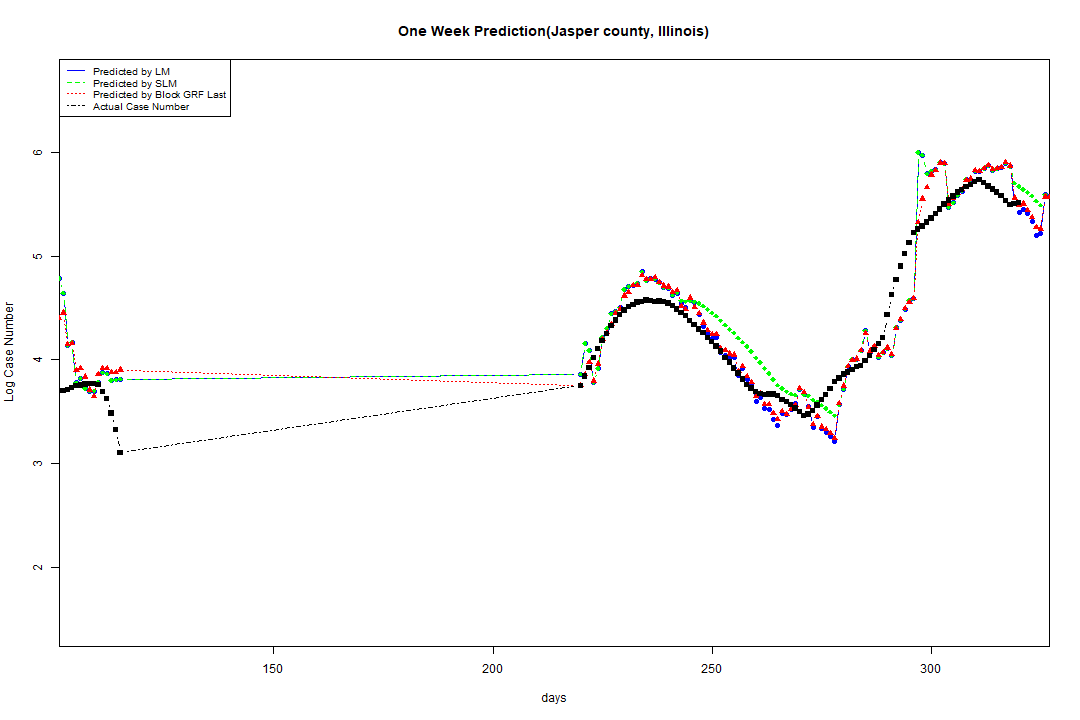 One Week Prediction(Jasper county, Illinois)
Predicted by LM
Predicted by SLM
Predicted by Block GRF Last
Actual Case Number
Log Case Number
6
5
4
3
2
150 200 250 300
days